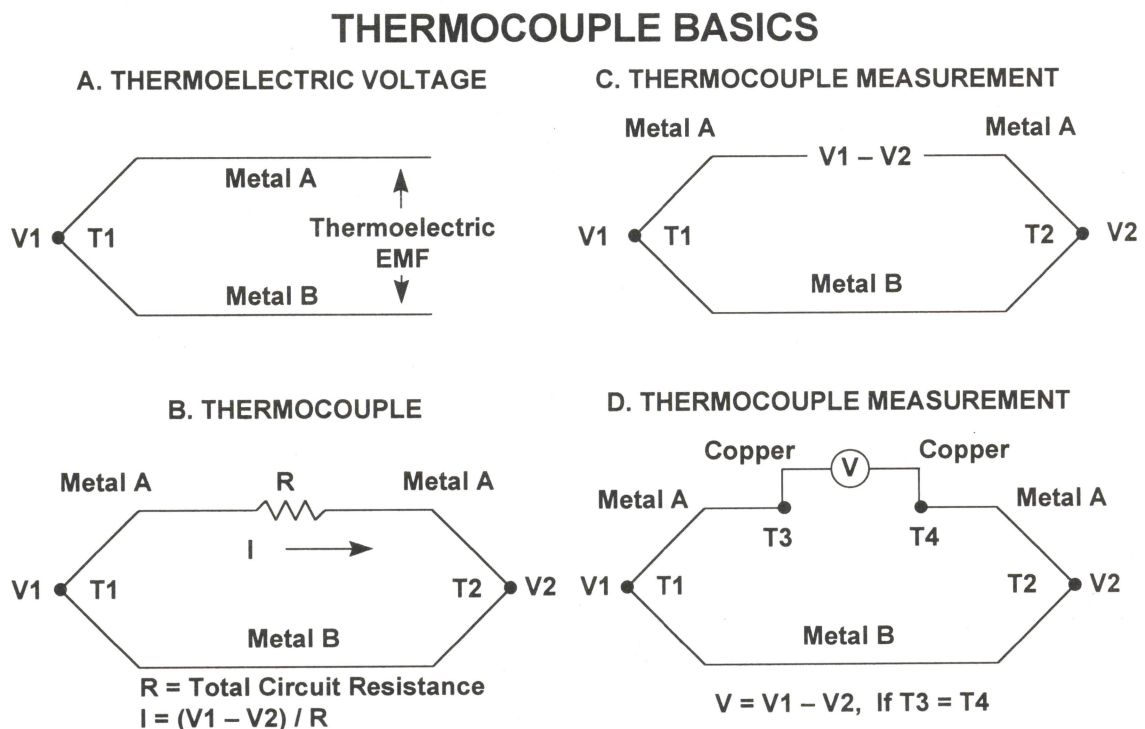 THERMOCOUPLE BASICS
A. THERMOELECTRIC VOLTAGE
Metal A
V1
T1
Thermoelectric
EMF
Metal B
B. THERMOCOUPLE
Metal A
R
Metal A
I
V1
T1
T2
V2
Metal B
R = Total Circuit Resistance
I = (V1 – V2) / R
C. THERMOCOUPLE MEASUREMENT
Metal A
Metal A
V1 – V2
V1
T1
T2
V2
Metal B
D. THERMOCOUPLE MEASUREMENT
Copper
V
Copper
Metal A
Metal A
T3
T4
V1
T1
T2
V2
Metal B
V = V1 – V2, If T3 = T4